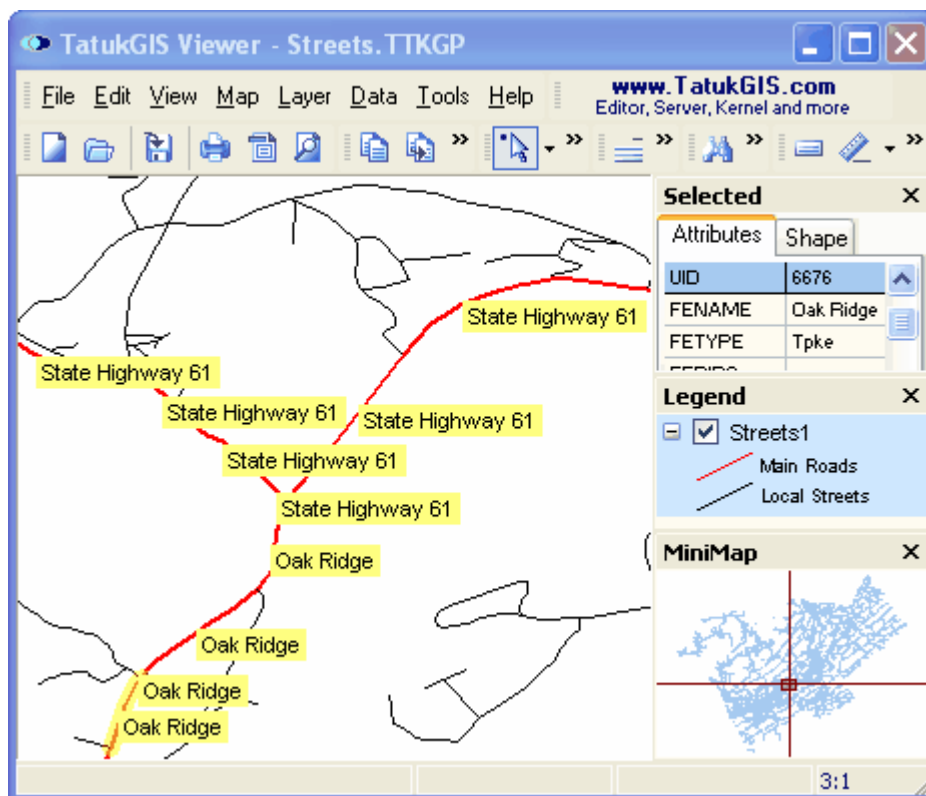 TatukGIS Viewer - Streets.TTKGP
File Edit View Map Layer Data Tools Help
www.TatukGIS.com
Editor, Server, Kernel and more
State Highway 61
State Highway 61
State Highway 61
State Highway 61
State Highway 61
State Highway 61
Oak Ridge
Oak Ridge
Oak Ridge
Oak Ridge
Selected
Attributes Shape
UID 6676
FENAME Oak Ridge
FETYPE Tpke
Legend
Streets1
Main Roads
Local Streets
MiniMap
3:1